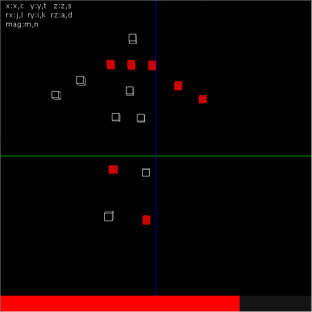 x:x,c y:y,t z:z,s
rx:j,l ry:i,k rz:a,d
mag:m,n